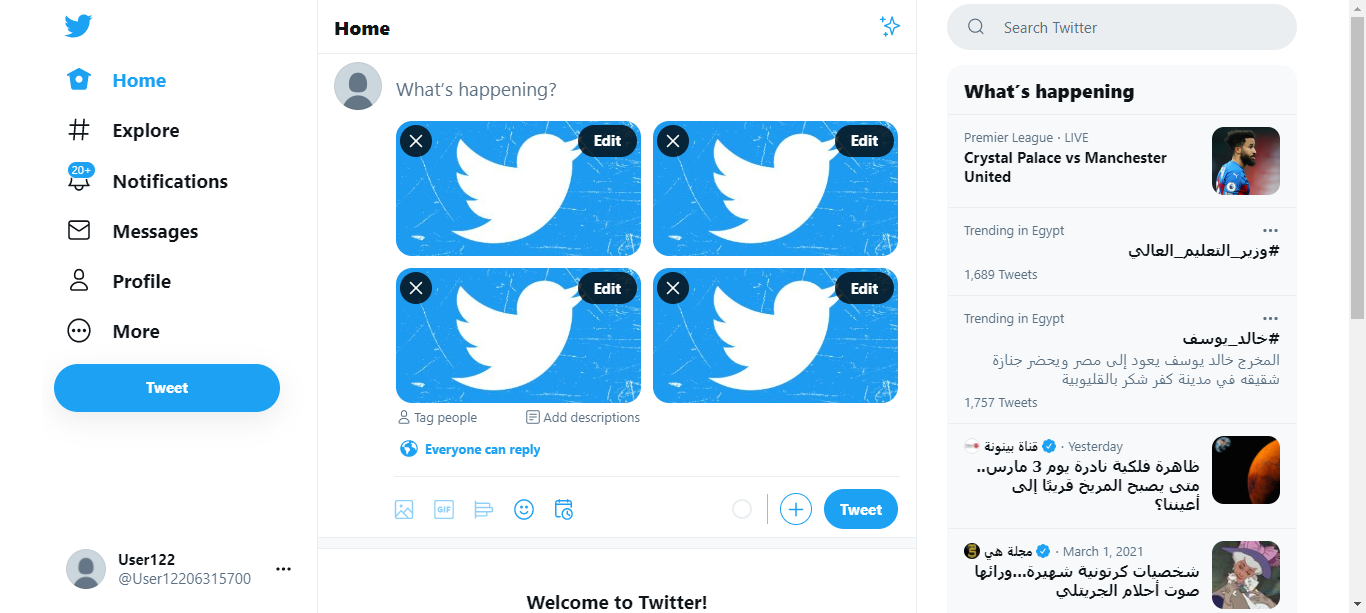 Home
Explore
20+
Notifications
Messages
Profile
More
Tweet
User122
@User12206315700
Home
What's happening?
Edit
Edit
Edit
Edit
Tag people
Add descriptions
Everyone can reply
GIF
Tweet
Welcome to Twitter!
Search Twitter
What's happening
Premier League · LIVE
Crystal Palace vs Manchester
United
Trending in Egypt
#وزير_التعليم_العالي
1,689 Tweets
Trending in Egypt
#خالد_يوسف
المخرج خالد يوسف يعود إلى مصر ويحضر جنازة
شقيقه في مدينة كفر شكر بالقليوبية
1,757 Tweets
قناة بينونة · Yesterday
ظاهرة فلكية نادرة يوم 3 مارس..
متى يصبح المريخ قريبًا إلى
أعيننا؟
مجلة هي · March 1, 2021
شخصيات كرتونية شهيرة...ورائها
صوت أحلام الجريتلي